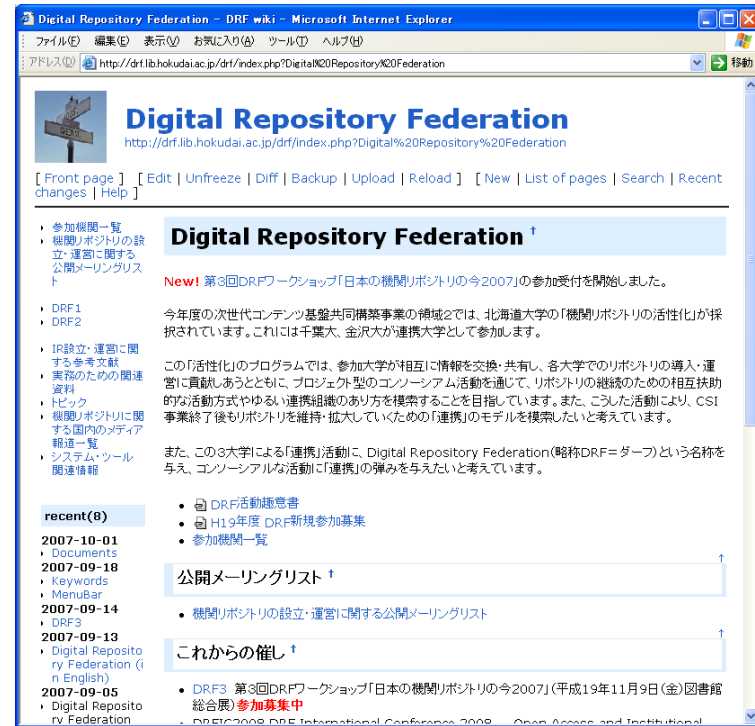 Digital Repository Federation - DRF wiki - Microsoft Internet Explorer
ファイル(F) 編集(E) 表示(V) お気に入り(A) ツール(T) ヘルプ(H)
アドレス(D) http://drf.lib.hokudai.ac.jp/drf/index.php?Digital%20Repository%20Federation 移動
Digital Repository Federation
http://drf.lib.hokudai.ac.jp/drf/index.php?Digital%20Repository%20Federation
[ Front page ] [ Edit | Unfreeze | Diff | Backup | Upload | Reload ] [ New | List of pages | Search | Recent
changes | Help ]
参加機関一覧
機関リポジトリの設
立・運営に関する
公開メーリングリス
ト
DRF1
DRF2
IR設立・運営に関
する参考文献
実務のための関連
資料
トピック
機関リポジトリに関
する国内のメディア
報道一覧
システム・ツール
関連情報
recent(8)
2007-10-01
Documents
2007-09-18
Keywords
MenuBar
2007-09-14
DRF3
2007-09-13
Digital Reposito
ry Federation (i
n English)
2007-09-05
Digital Reposito
ry Federation
Digital Repository Federation †
New! 第3回DRFワークショップ「日本の機関リポジトリの今2007」の参加受付を開始しました。
今年度の次世代コンテンツ基盤共同構築事業の領域2では、北海道大学の「機関リポジトリの活性化」が採
択されています。これには千葉大、金沢大が連携大学として参加します。
この「活性化」のプログラムでは、参加大学が相互に情報を交換・共有し、各大学でのリポジトリの導入・運
営に貢献しあうとともに、プロジェクト型のコンソーシアム活動を通じて、リポジトリの継続のための相互扶助
的な活動方式やゆるい連携組織のあり方を模索することを目指しています。また、こうした活動により、CSI
事業終了後もリポジトリを維持・拡大していくための「連携」のモデルを模索したいと考えています。
また、この3大学による「連携」活動に、Digital Repository Federation(略称DRF=ダーフ)という名称を
与え、コンソーシアルな活動に「連携」の弾みを与えたいと考えています。
DRF活動趣意書
H19年度 DRF新規参加募集
参加機関一覧
↑
公開メーリングリスト †
機関リポジトリの設立・運営に関する公開メーリングリスト
↑
これからの催し †
DRF3 第3回DRFワークショップ「日本の機関リポジトリの今2007」(平成19年11月9日(金)図書館
総合展)参加募集中
DRFIC2008 DRF International Conference 2008 Open Access and Institutional